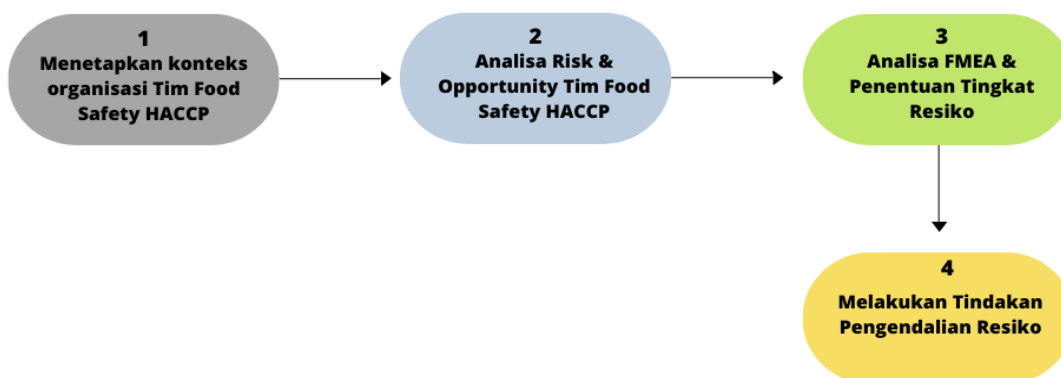 1
Menetapkan konteks
organisasi Tim Food
Safety HACCP
2
Analisa Risk &
Opportunity Tim Food
Safety HACCP
3
Analisa FMEA &
Penentuan Tingkat
Resiko
4
Melakukan Tindakan
Pengendalian Resiko